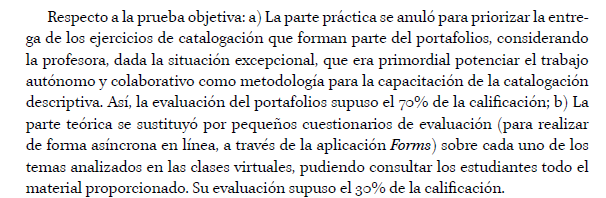 Respecto a la prueba objetiva: a) La parte práctica se anuló para priorizar la entre-
ga de los ejercicios de catalogación que forman parte del portafolios, considerando
la profesora, dada la situación excepcional, que era primordial potenciar el trabajo
autónomo y colaborativo como metodología para la capacitación de la catalogación
descriptiva. Así, la evaluación del portafolios supuso el 70% de la calificación; b) La
parte teórica se sustituyó por pequeños cuestionarios de evaluación (para realizar
de forma asíncrona en línea, a través de la aplicación Forms) sobre cada uno de los
temas analizados en las clases virtuales, pudiendo consultar los estudiantes todo el
material proporcionado. Su evaluación supuso el 30% de la calificación.